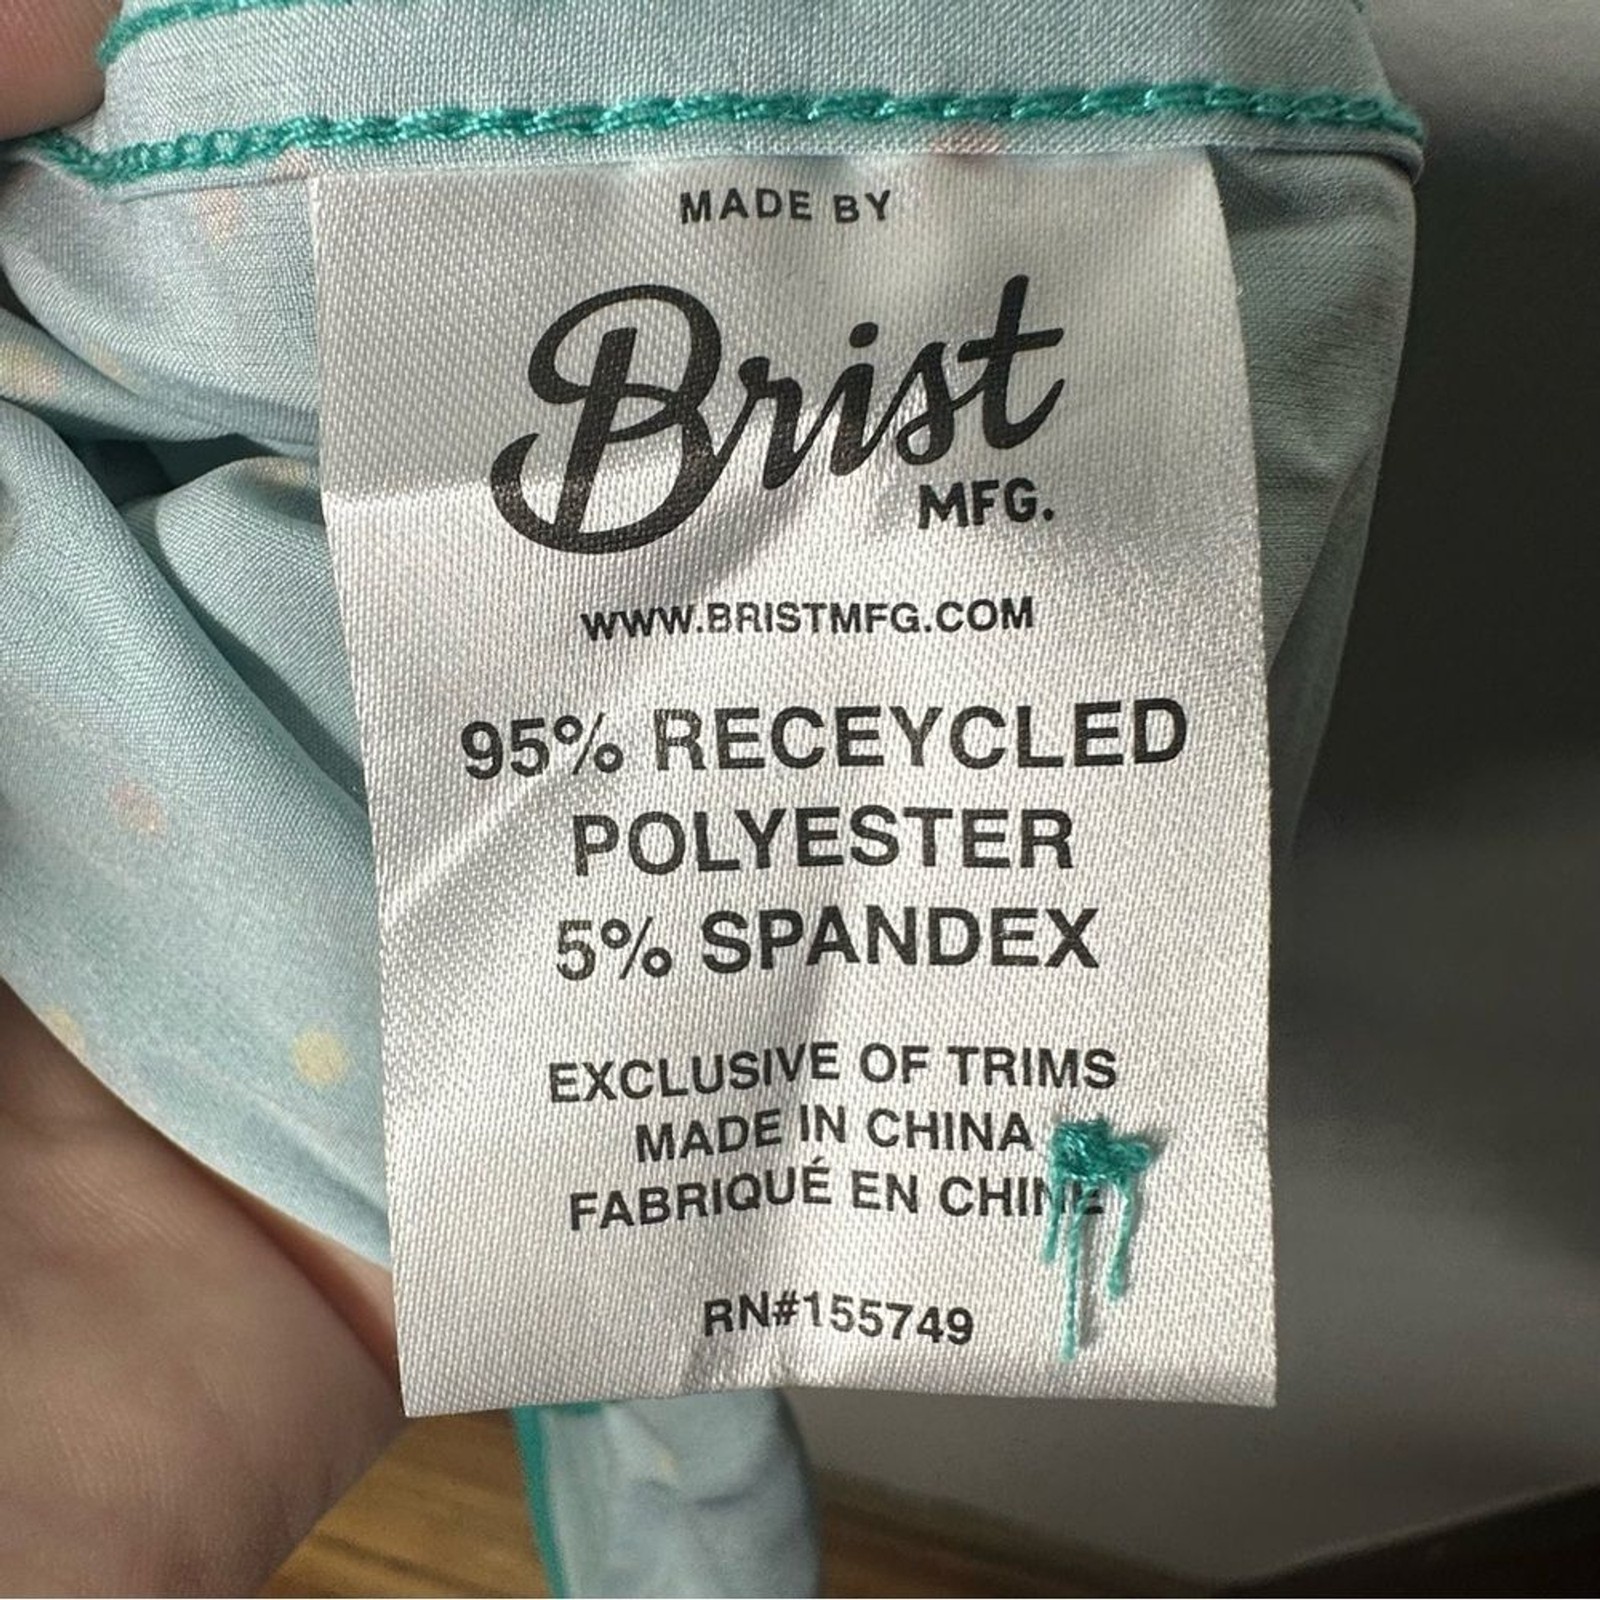 MADE BY
Brist
MFG.
WWW.BRISTMFG.COM
95% RECEYCLED
POLYESTER
5% SPANDEX
EXCLUSIVE OF TRIMS
MADE IN CHINA
FABRIQUÉ EN CHINE
RN#155749